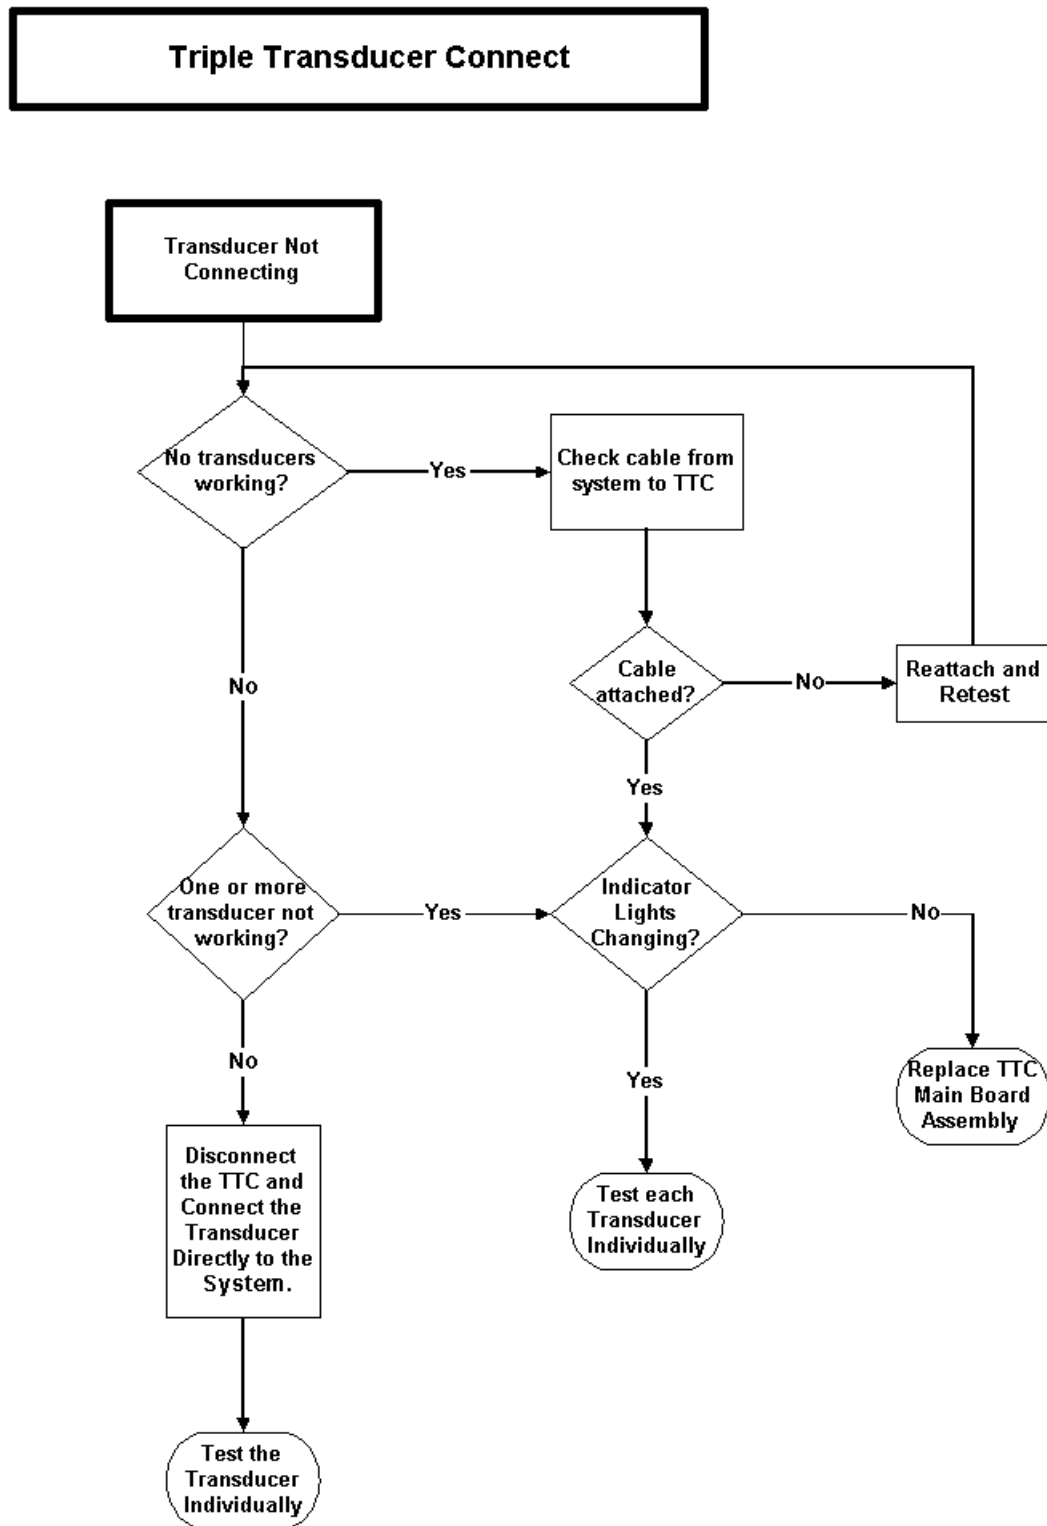 Triple Transducer Connect
Transducer Not
Connecting
No transducers
working?
Yes
Check cable from
system to TTC
No
Cable
attached?
No
Reattach and
Retest
Yes
One or more
transducer not
working?
Yes
Indicator
Lights
Changing?
No
No
Yes
Replace TTC
Main Board
Assembly
Disconnect
the TTC and
Connect the
Transducer
Directly to the
System.
Test each
Transducer
Individually
Test the
Transducer
Individually